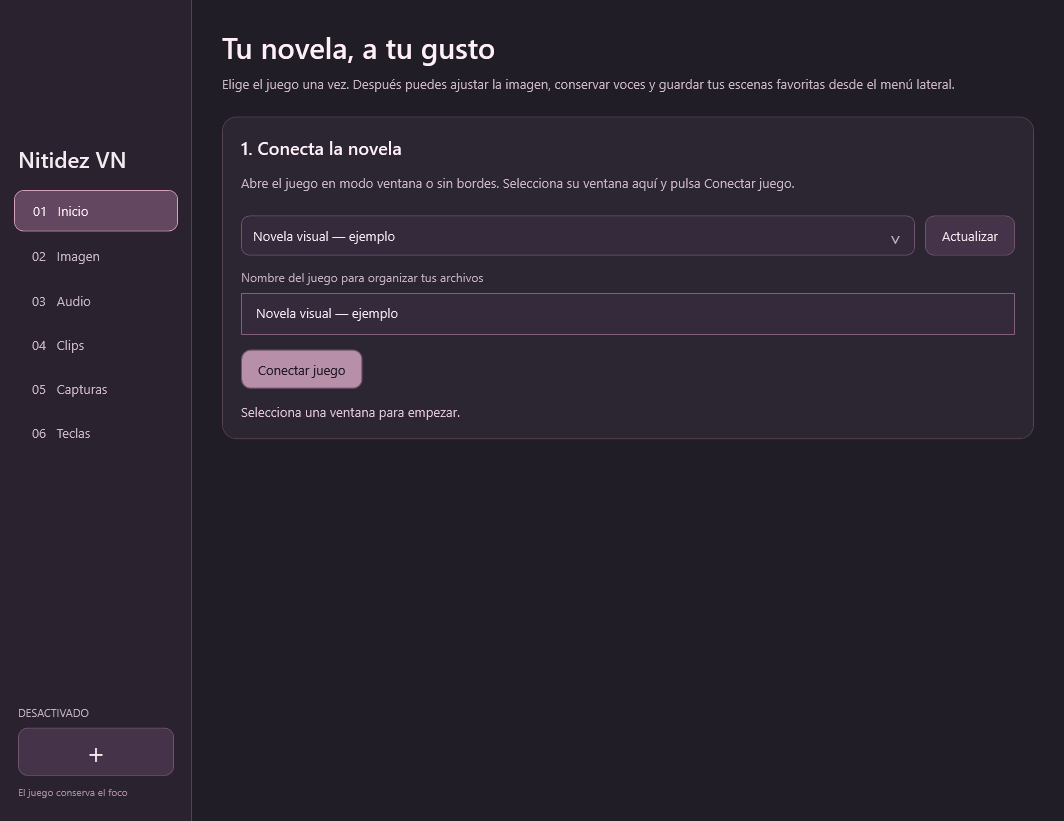 Nitidez VN
01 Inicio
02 Imagen
03 Audio
04 Clips
05 Capturas
06 Teclas
DESACTIVADO
+
El juego conserva el foco
Tu novela, a tu gusto
Elige el juego una vez. Después puedes ajustar la imagen, conservar voces y guardar tus escenas favoritas desde el menú lateral.
1. Conecta la novela
Abre el juego en modo ventana o sin bordes. Selecciona su ventana aquí y pulsa Conectar juego.
Novela visual — ejemplo
Actualizar
Nombre del juego para organizar tus archivos
Novela visual — ejemplo
Conectar juego
Selecciona una ventana para empezar.